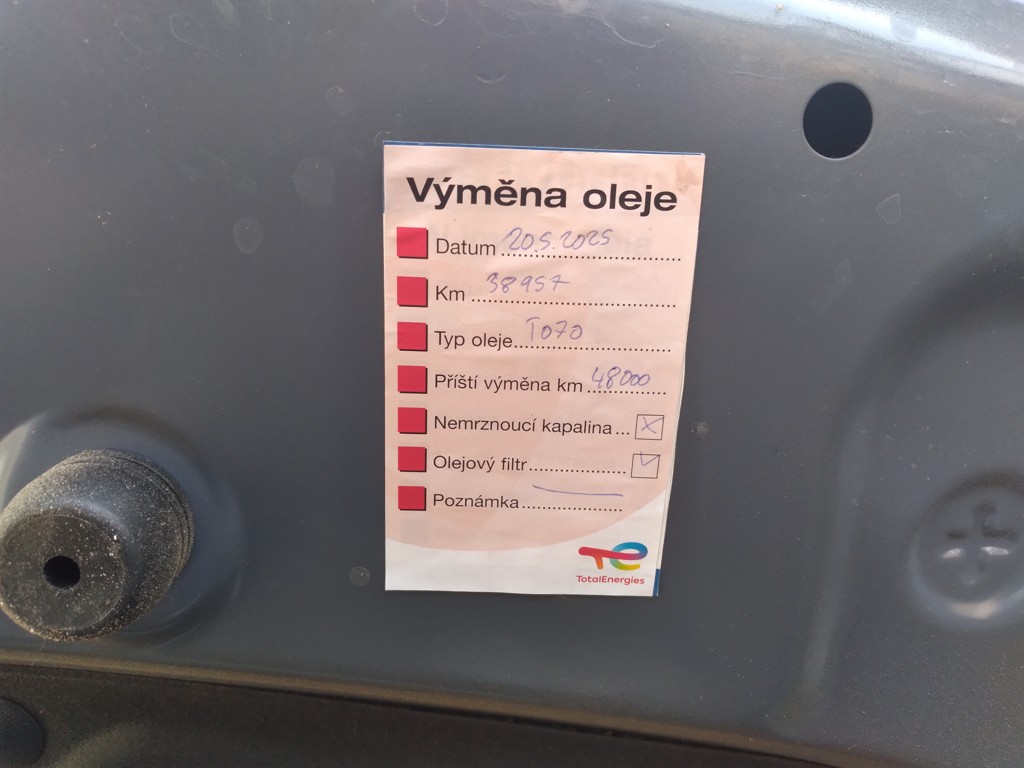 Výměna oleje
Datum 20.5.2025
Km 38957
Typ oleje T070
Příští výměna km 48000
Nemrznoucí kapalina
Olejový filtr
Poznámka
TotalEnergies